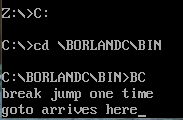 Z:\>C:
C:\>cd \BORLANDC\BIN
C:\BORLANDC\BIN>BC
break jump one time
goto arrives here_